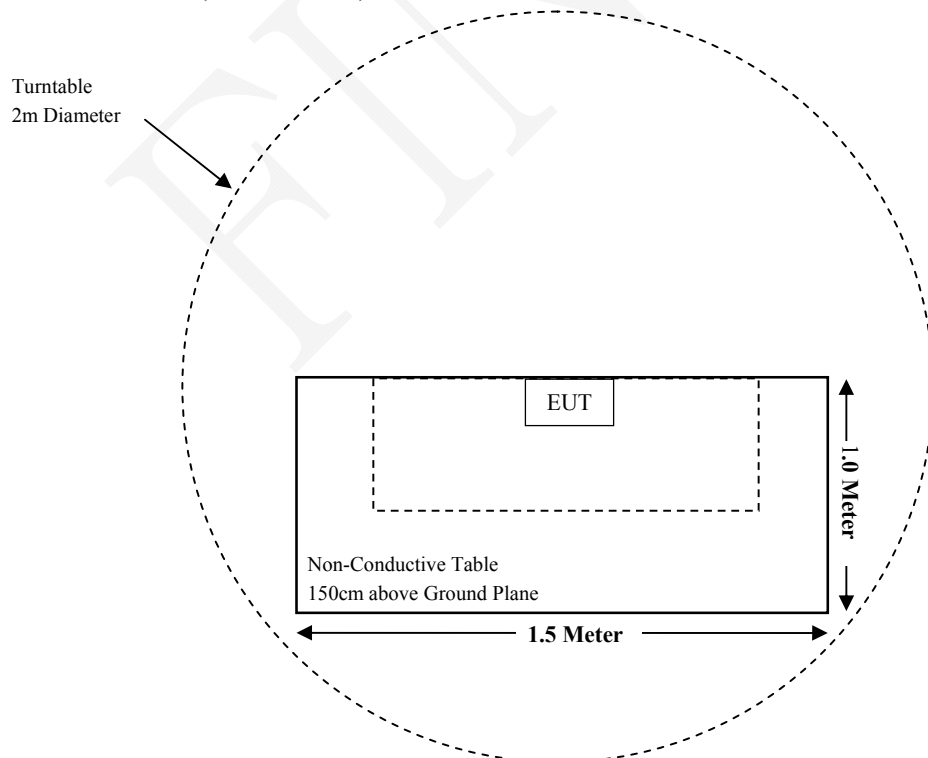 Turntable
2m Diameter
EUT
1.0 Meter
Non-Conductive Table
150cm above Ground Plane
1.5 Meter